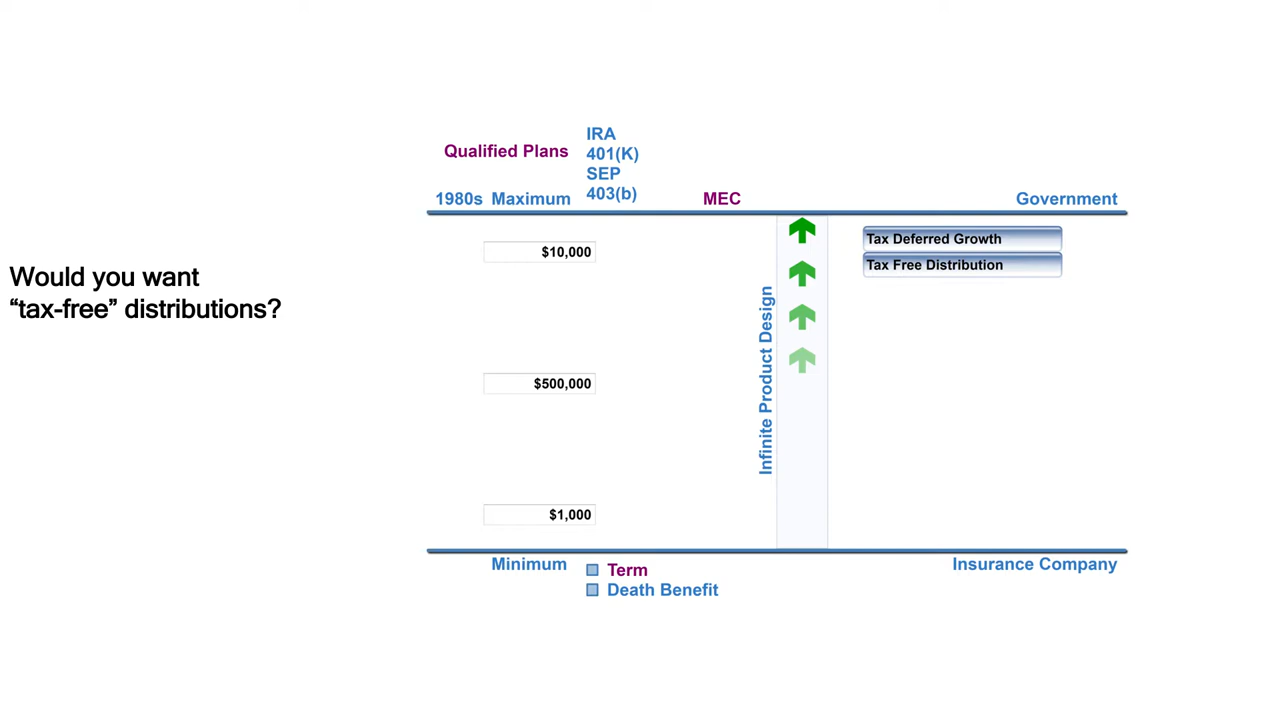 Would you want
“tax-free” distributions?
Qualified Plans
IRA
401(K)
SEP
403(b)
1980s Maximum
MEC
Government
$10,000
$500,000
$1,000
Infinite Product Design
Tax Deferred Growth
Tax Free Distribution
Minimum
Term
Death Benefit
Insurance Company